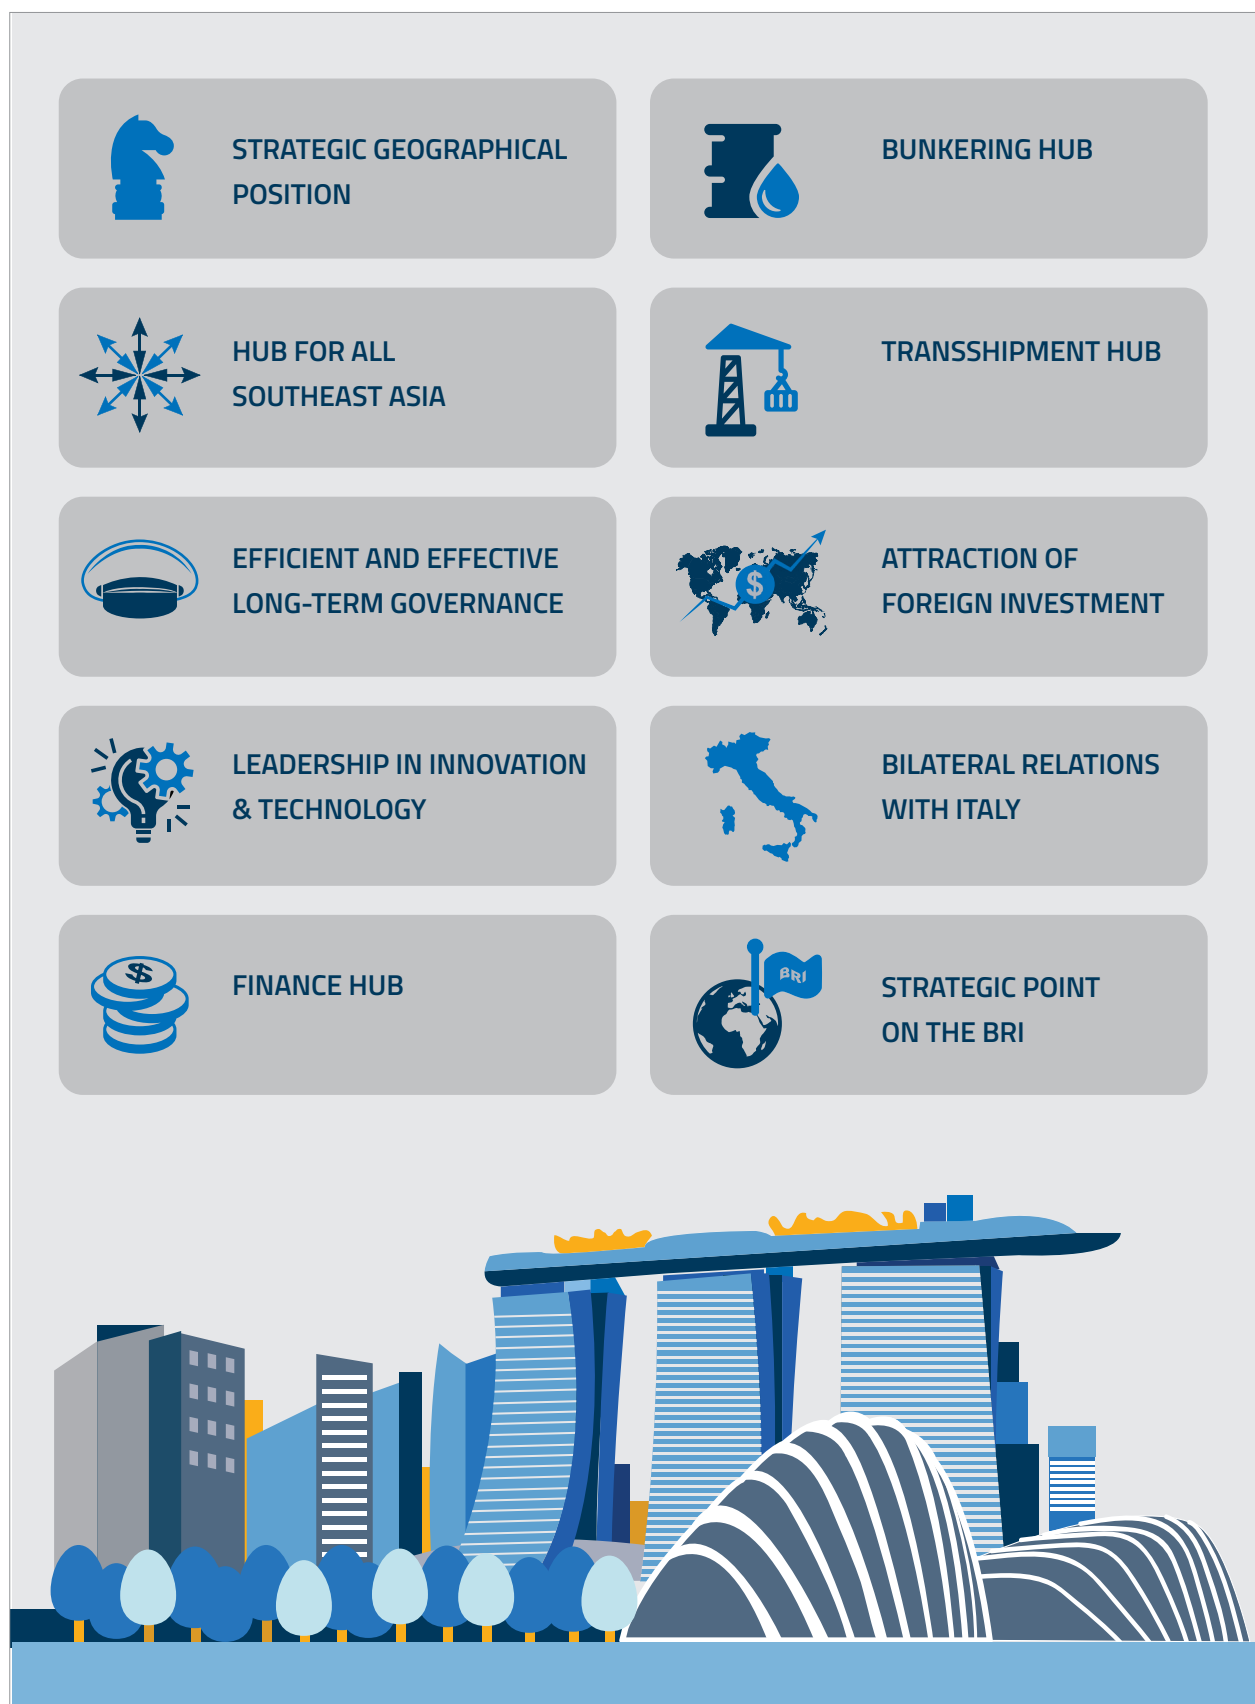 STRATEGIC GEOGRAPHICAL
POSITION
BUNKERING HUB
HUB FOR ALL
SOUTHEAST ASIA
TRANSSHIPMENT HUB
EFFICIENT AND EFFECTIVE
LONG-TERM GOVERNANCE
$
ATTRACTION OF
FOREIGN INVESTMENT
LEADERSHIP IN INNOVATION
& TECHNOLOGY
BILATERAL RELATIONS
WITH ITALY
$
FINANCE HUB
BRI
STRATEGIC POINT
ON THE BRI